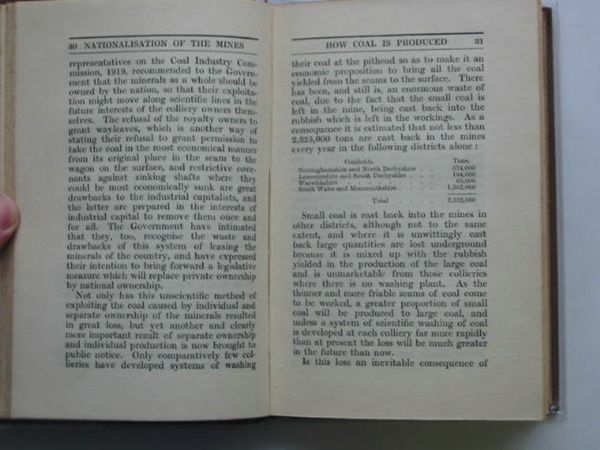 30 NATIONALISATION OF THE MINES
representatives on the Coal Industry Com-
mission, 1919, recommended to the Govern-
ment that the minerals as a whole should be
owned by the nation, so that their exploita-
tion might move along scientific lines in the
future interests of the colliery owners them-
selves. The refusal of the royalty owners to
grant wayleaves, which is another way of
stating their refusal to grant permission to
take the coal in the most economical manner
from its original place in the seam to the
wagon on the surface, and restrictive cove-
nants against sinking shafts where they
could be most economically sunk are great
drawbacks to the industrial capitalists, and
the latter are prepared in the interests of
industrial capital to remove them once and
for all. The Government have intimated
that they, too, recognise the waste and
drawbacks of this system of leasing the
minerals of the country, and have expressed
their intention to bring forward a legislative
measure which will replace private ownership
by national ownership.
Not only has this unscientific method of
exploiting the coal caused by individual and
separate ownership of the minerals resulted
in great loss, but yet another and clearly
more important result of separate ownership
and individual production is now brought to
public notice. Only comparatively few col-
lieries have developed systems of washing
HOW COAL IS PRODUCED 31
their coal at the pithead so as to make it an
economic proposition to bring all the coal
yielded from the seams to the surface. There
has been, and still is, an enormous waste of
coal, due to the fact that the small coal is
left in the mine, being cast back into the
rubbish which is left in the workings. As a
consequence it is estimated that not less than
2,325,000 tons are cast back in the mines
every year in the following districts alone :
Coalfields. Tons.
Nottinghamshire and North Derbyshire . . . 574,000
Leicestershire and South Derbyshire . . . 184,000
Warwickshire . . . 65,000
South Wales and Monmouthshire . . . 1,502,000
Total . . 2,325,000
Small coal is cast back into the mines in
other districts, although not to the same
extent, and where it is unwittingly cast
back large quantities are lost underground
because it is mixed up with the rubbish
yielded in the production of the large coal
and is unmarketable from those collieries
where there is no washing plant. As the
thinner and more friable seams of coal come
to be worked, a greater proportion of small
coal will be produced to large coal, and
unless a system of scientific washing of coal
is developed at each colliery far more rapidly
than at present the loss will be much greater
in the future than now.
Is this loss an inevitable consequence of